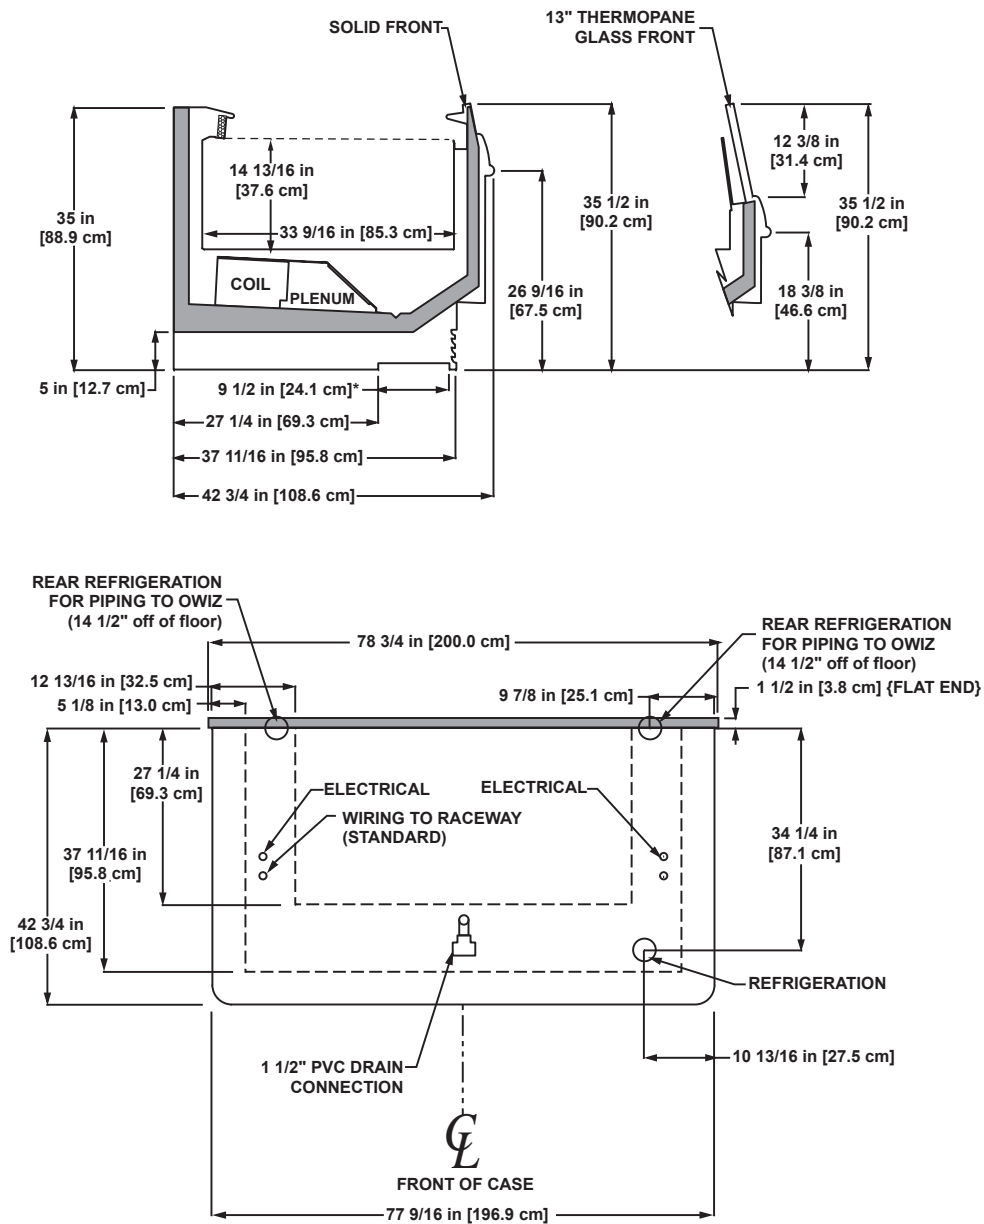 SOLID FRONT
13" THERMOPANE
GLASS FRONT
14 13/16 in
[37.6 cm]
12 3/8 in
[31.4 cm]
35 in
[88.9 cm]
33 9/16 in [85.3 cm]
35 1/2 in
[90.2 cm]
35 1/2 in
[90.2 cm]
COIL
PLENUM
26 9/16 in
[67.5 cm]
18 3/8 in
[46.6 cm]
5 in [12.7 cm]
9 1/2 in [24.1 cm]*
27 1/4 in [69.3 cm]
37 11/16 in [95.8 cm]
42 3/4 in [108.6 cm]
REAR REFRIGERATION
FOR PIPING TO OWIZ
(14 1/2" off of floor)
78 3/4 in [200.0 cm]
REAR REFRIGERATION
FOR PIPING TO OWIZ
(14 1/2" off of floor)
12 13/16 in [32.5 cm]
5 1/8 in [13.0 cm]
9 7/8 in [25.1 cm]
1 1/2 in [3.8 cm] {FLAT END}
27 1/4 in
[69.3 cm]
ELECTRICAL
ELECTRICAL
WIRING TO RACEWAY
(STANDARD)
37 11/16 in
[95.8 cm]
34 1/4 in
[87.1 cm]
42 3/4 in
[108.6 cm]
REFRIGERATION
1 1/2" PVC DRAIN
CONNECTION
10 13/16 in [27.5 cm]
CL
FRONT OF CASE
77 9/16 in [196.9 cm]